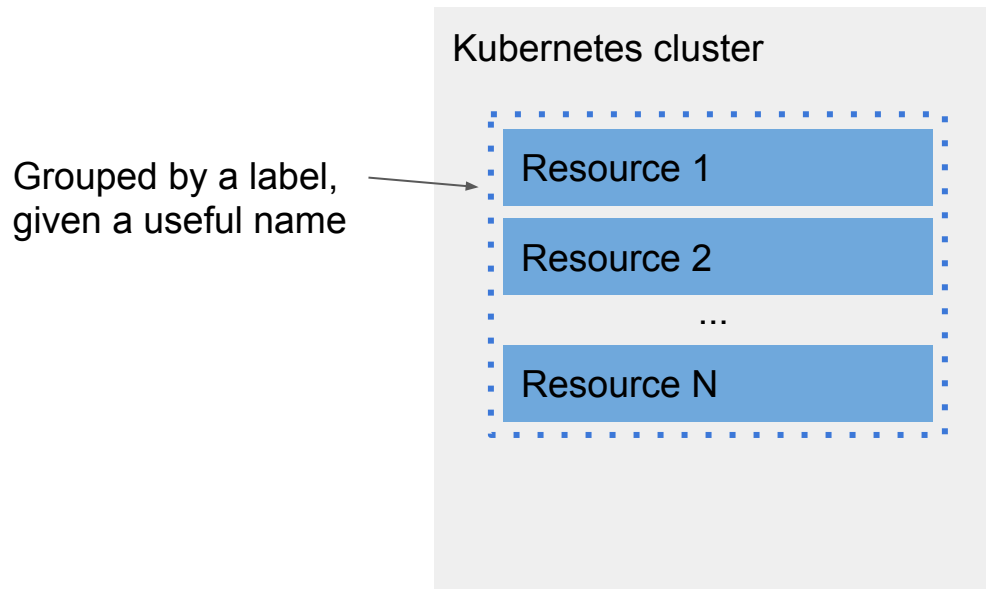 Kubernetes cluster
Grouped by a label,
given a useful name
Resource 1
Resource 2
...
Resource N